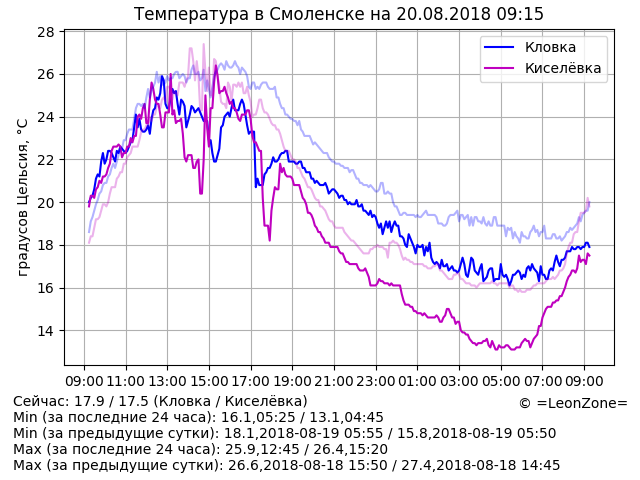 Температура в Смоленске на 20.08.2018 09:15
Кловка
Киселёвка
градусов Цельсия, °C
28
26
24
22
20
18
16
14
09:00 11:00 13:00 15:00 17:00 19:00 21:00 23:00 01:00 03:00 05:00 07:00 09:00
Сейчас: 17.9 / 17.5 (Кловка / Киселёвка)
© =LeonZone=
Min (за последние 24 часа): 16.1,05:25 / 13.1,04:45
Min (за предыдущие сутки): 18.1,2018-08-19 05:55 / 15.8,2018-08-19 05:50
Max (за последние 24 часа): 25.9,12:45 / 26.4,15:20
Max (за предыдущие сутки): 26.6,2018-08-18 15:50 / 27.4,2018-08-18 14:45